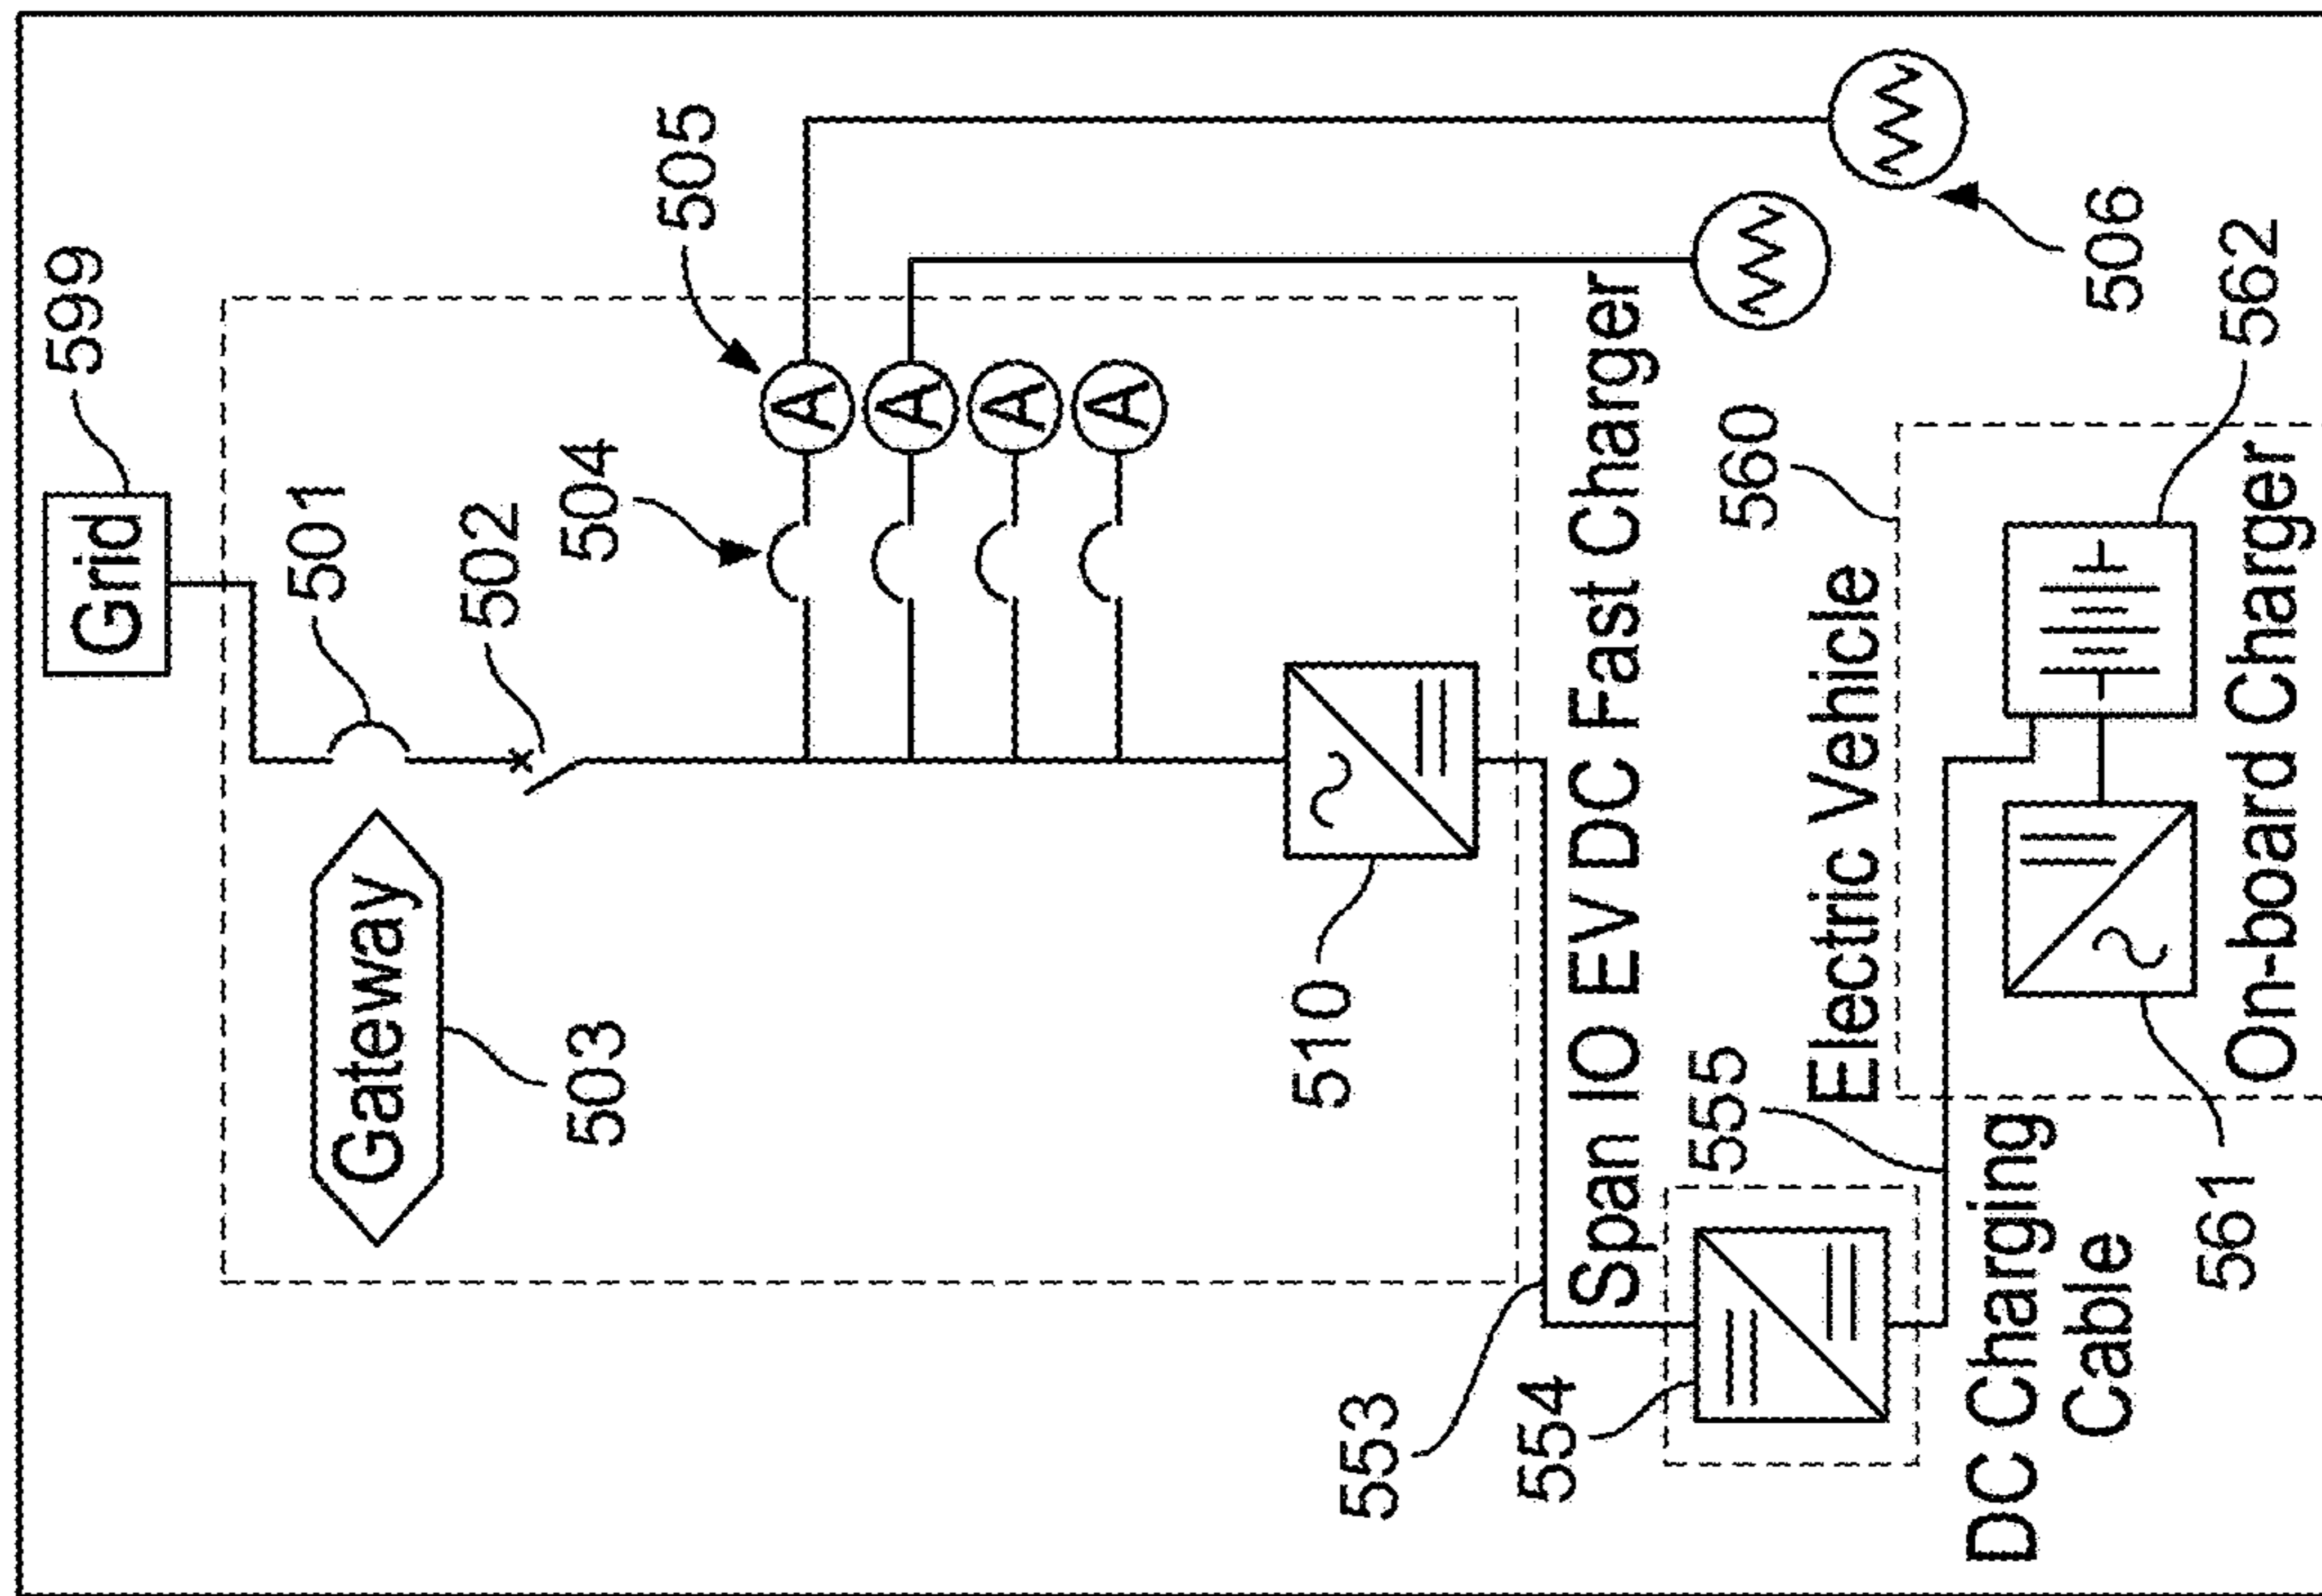 Grid
599
501
502
Gateway
503
504
505
A
A
A
A
506
510
Span IO EV DC Fast Charger
553
554
555
DC Charging
Cable
Electric Vehicle
560
561
562
On-board Charger